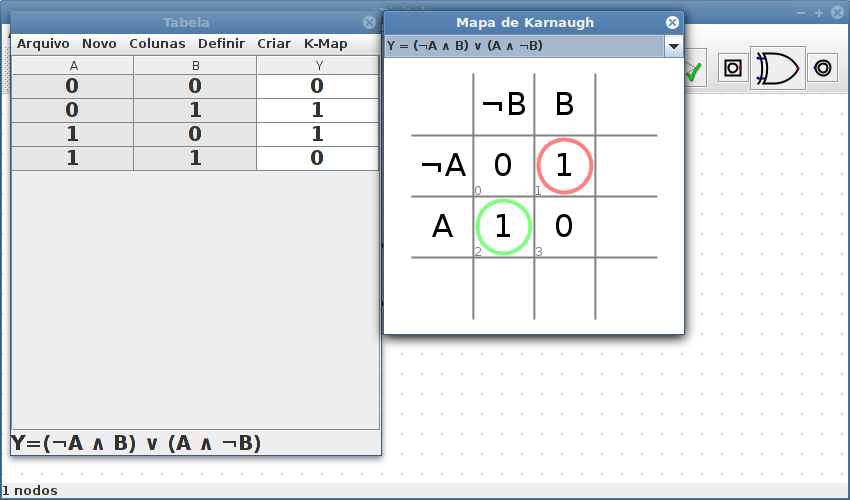 Tabela
Arquivo Novo Colunas Definir Criar K-Map
A B Y
0 0 0
0 1 1
1 0 1
1 1 0
Y=(¬A ∧ B) ∨ (A ∧ ¬B)
Mapa de Karnaugh
Y = (¬A ∧ B) ∨ (A ∧ ¬B)
¬B B
¬A 0 1
0 1
A 1 0
2 3
1 nodos